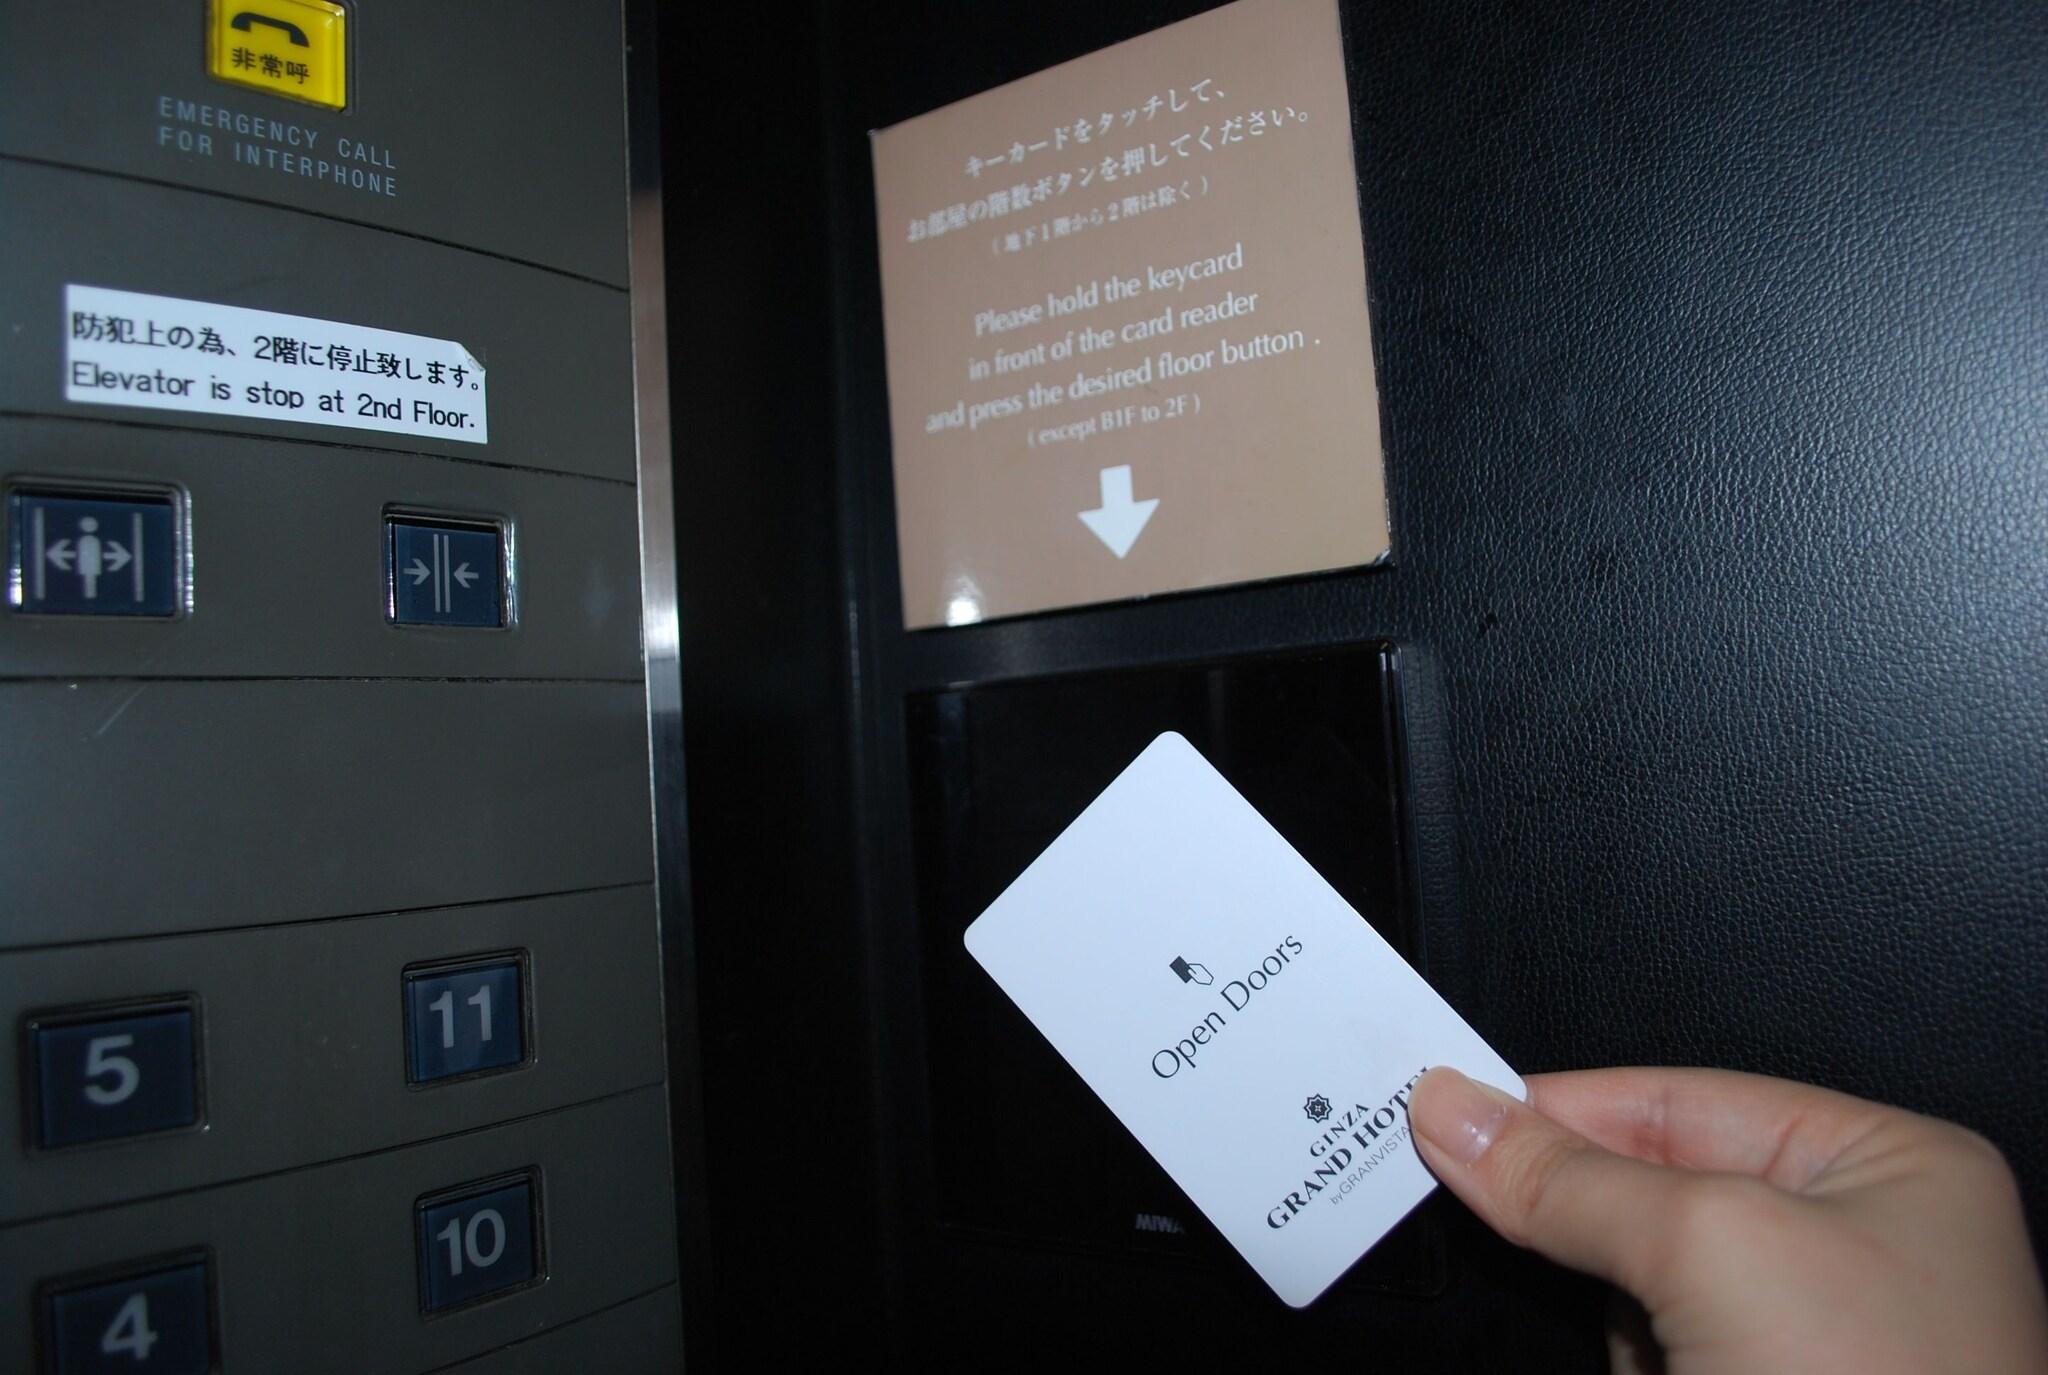 非常呼
EMERGENCY CALL
FOR INTERPHONE
防犯上の為、2階に停止致します。
Elevator is stop at 2nd Floor.
5
11
10
4
キーカードをタッチして、
お部屋の階数ボタンを押してください。
(地下1階から2階は除く)
Please hold the keycard
in front of the card reader
and press the desired floor button .
( except B1F to 2F )
Open Doors
GINZA
GRAND HOTEL
by GRANVISTA
MIWA